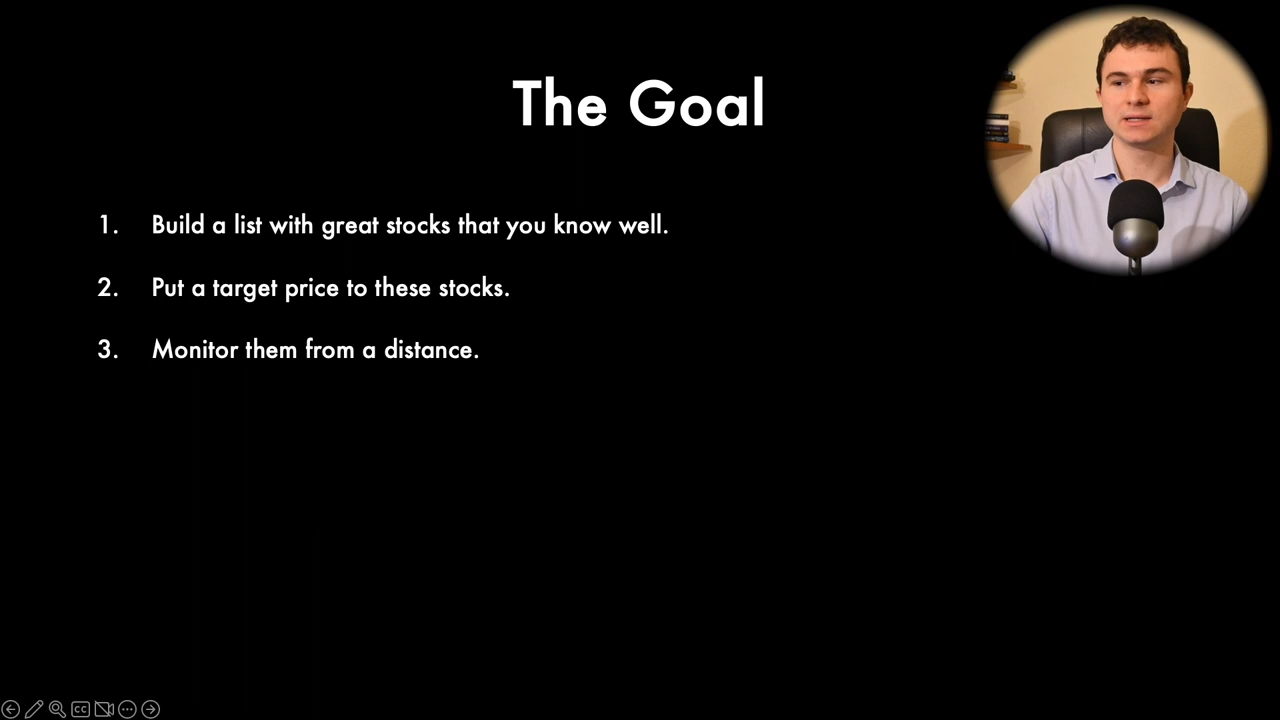 The Goal
1. Build a list with great stocks that you know well.
2. Put a target price to these stocks.
3. Monitor them from a distance.
CC